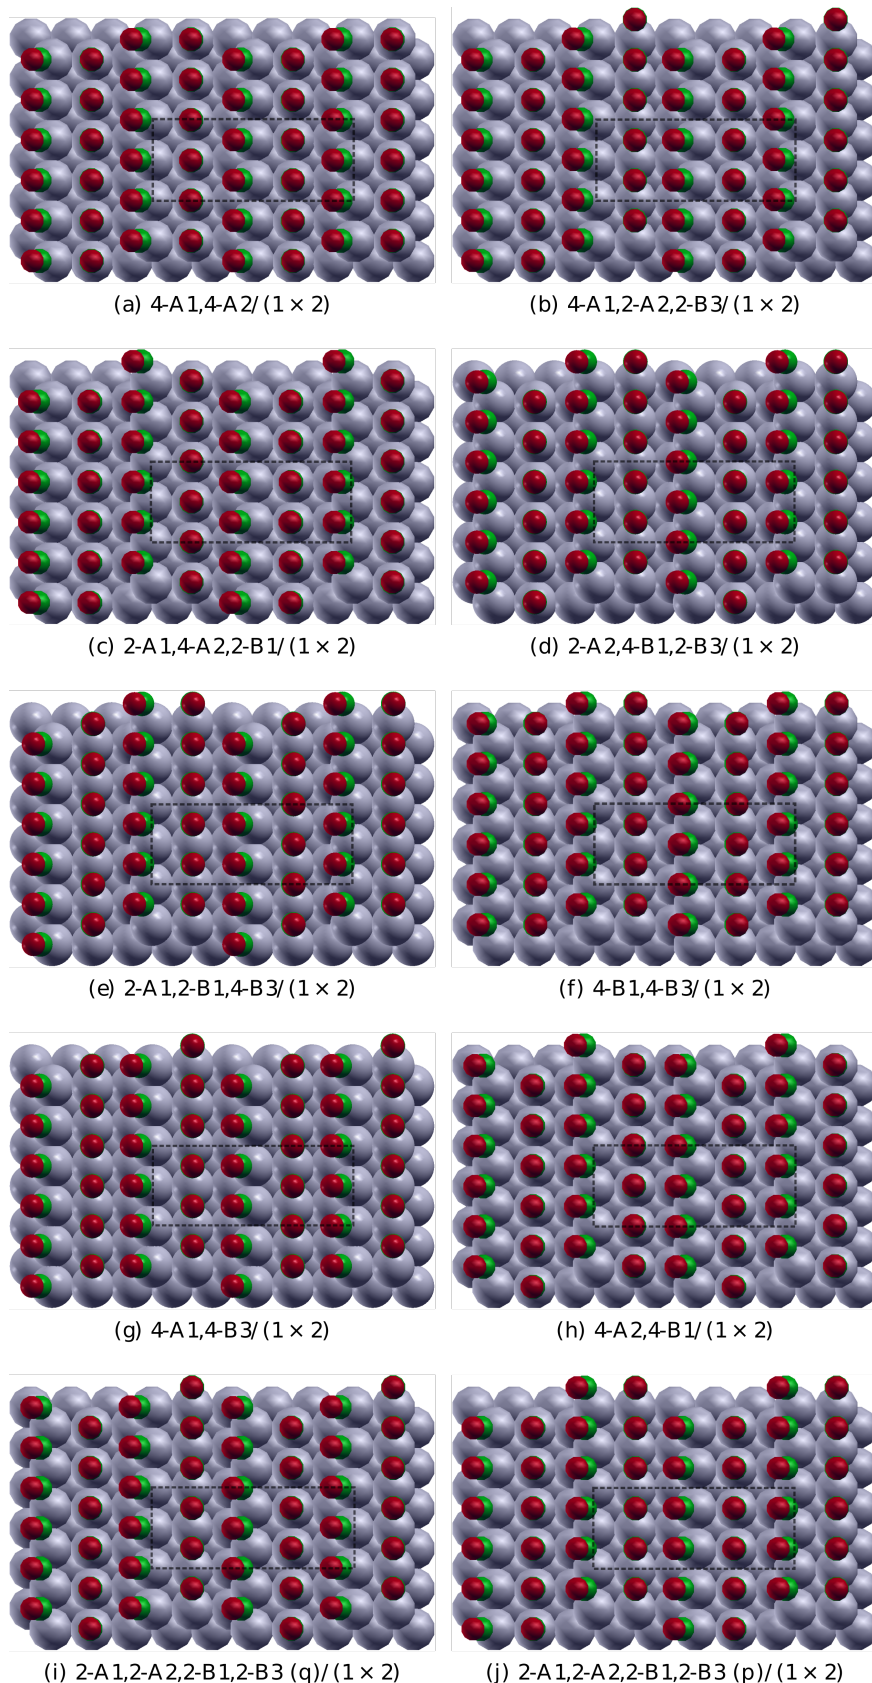 (a) 4-A1,4-A2/ (1 × 2)
(b) 4-A1,2-A2,2-B3/ (1 × 2)
(c) 2-A1,4-A2,2-B1/ (1 × 2)
(d) 2-A2,4-B1,2-B3/ (1 × 2)
(e) 2-A1,2-B1,4-B3/ (1 × 2)
(f) 4-B1,4-B3/ (1 × 2)
(g) 4-A1,4-B3/ (1 × 2)
(h) 4-A2,4-B1/ (1 × 2)
(i) 2-A1,2-A2,2-B1,2-B3 (q)/ (1 × 2)
(j) 2-A1,2-A2,2-B1,2-B3 (p)/ (1 × 2)